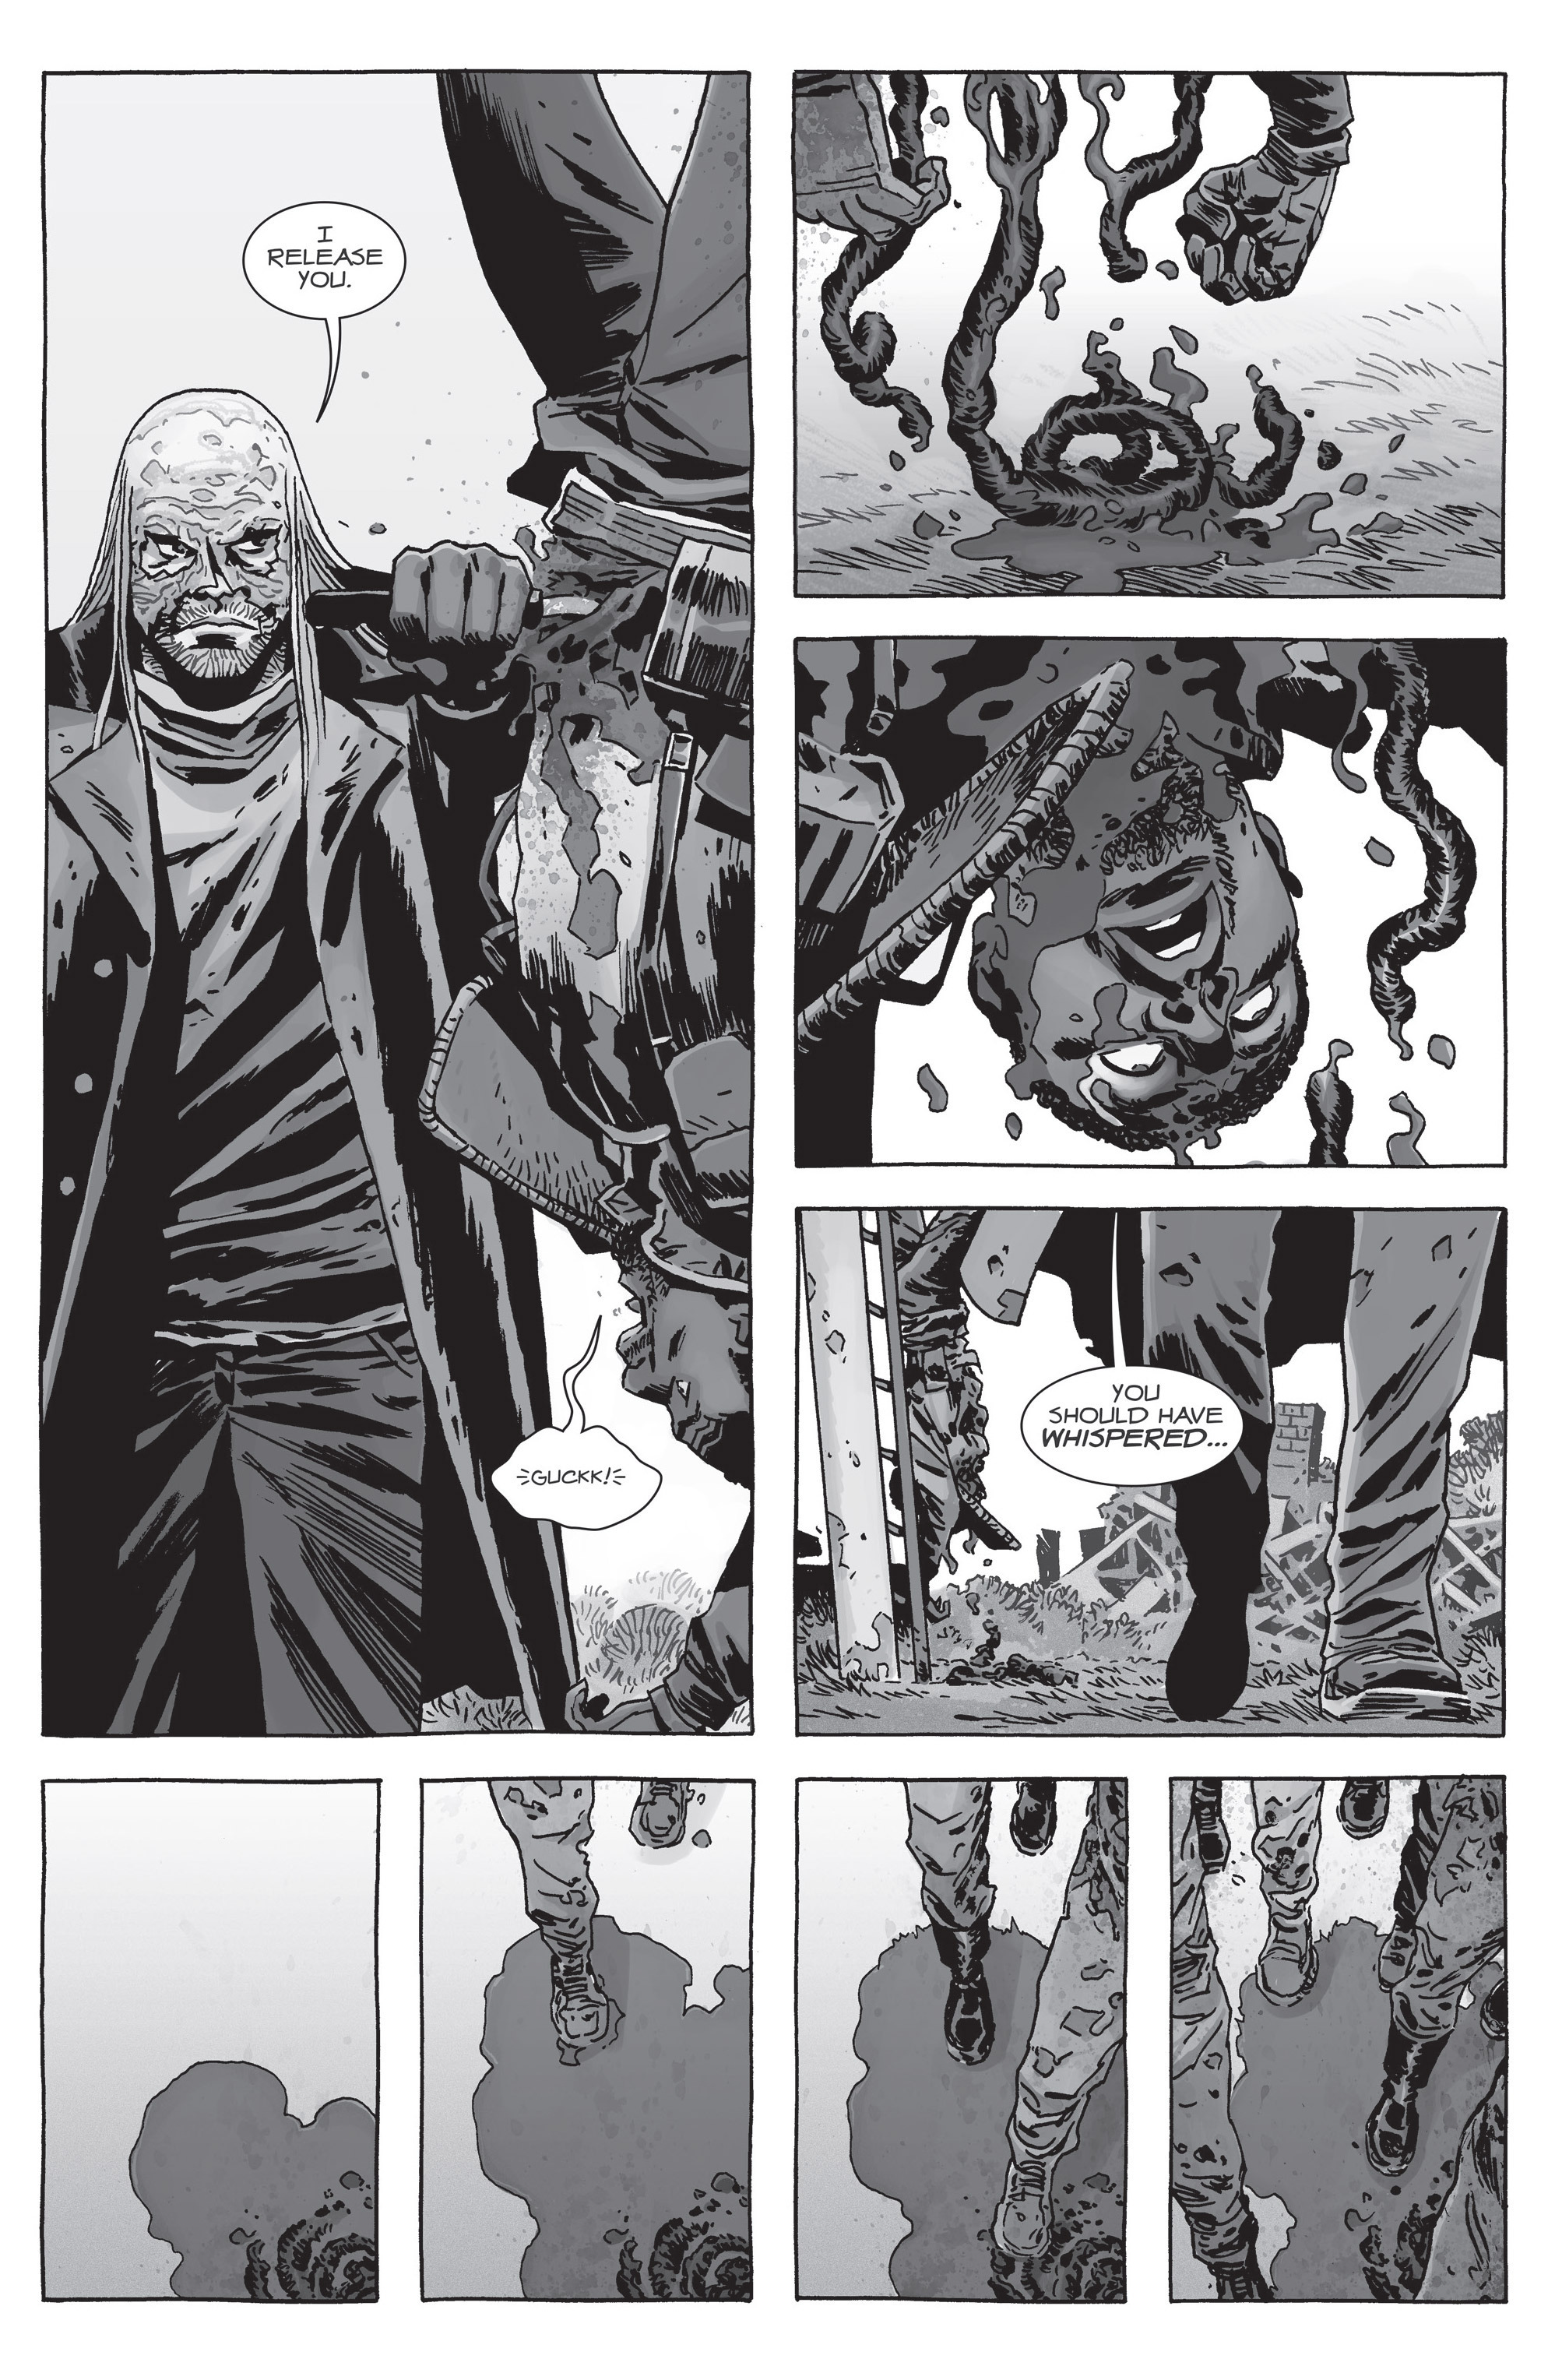 I
RELEASE
YOU.
GUCKK!
YOU
SHOULD HAVE
WHISPERED...